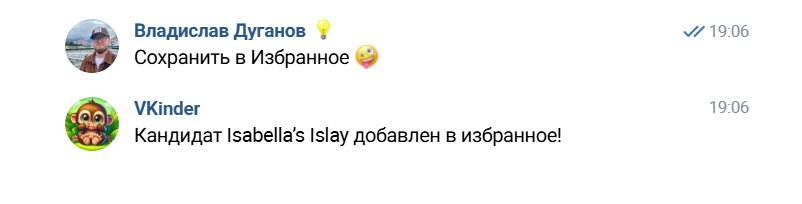 Владислав Дуганов 💡 19:06
Сохранить в Избранное 🤪
VKinder 19:06
Кандидат Isabella’s Islay добавлен в избранное!